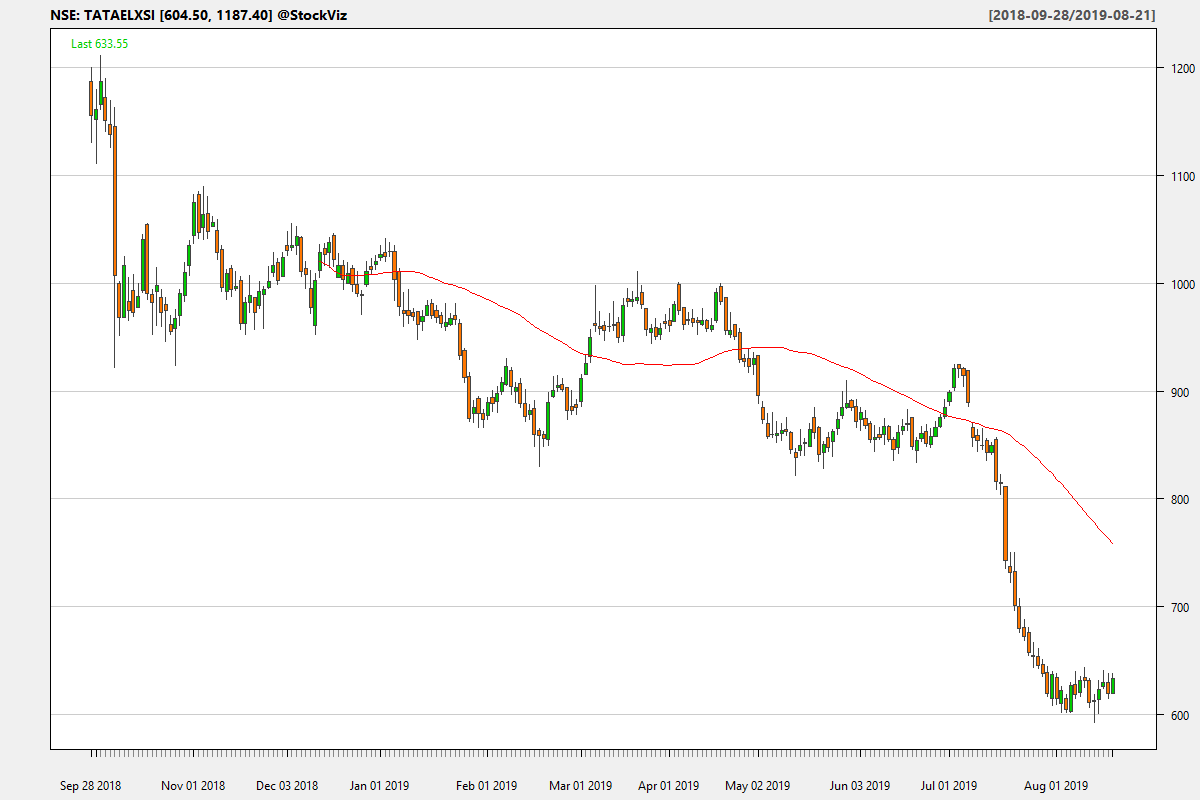 NSE: TATAELXSI [604.50, 1187.40] @StockViz [2018-09-28/2019-08-21]
Last 633.55
1200
1100
1000
900
800
700
600
Sep 28 2018 Nov 01 2018 Dec 03 2018 Jan 01 2019 Feb 01 2019 Mar 01 2019 Apr 01 2019 May 02 2019 Jun 03 2019 Jul 01 2019 Aug 01 2019